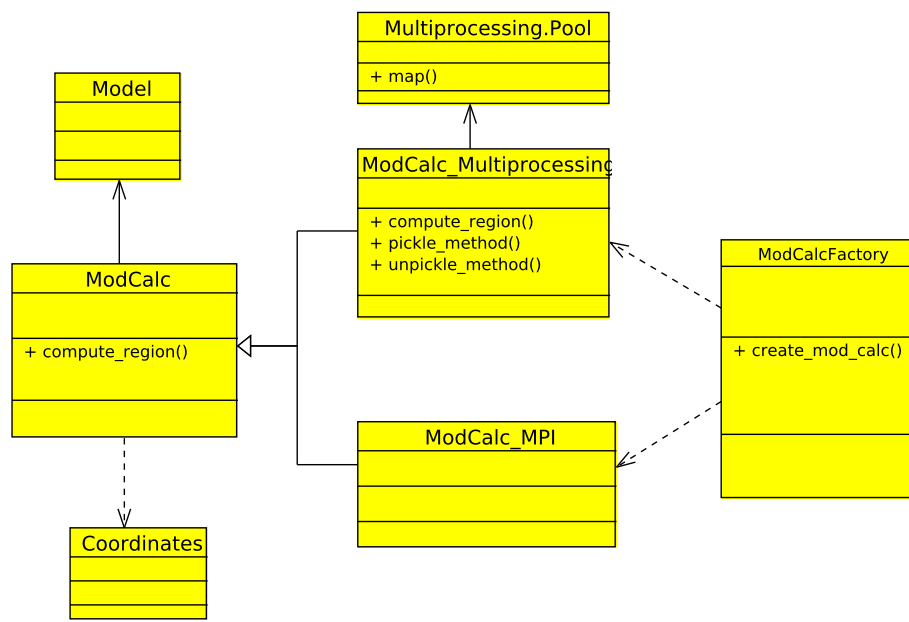 Multiprocessing.Pool
+ map()
Model
ModCalc_Multiprocessing
+ compute_region()
+ pickle_method()
+ unpickle_method()
ModCalcFactory
+ create_mod_calc()
ModCalc
+ compute_region()
ModCalc_MPI
Coordinates